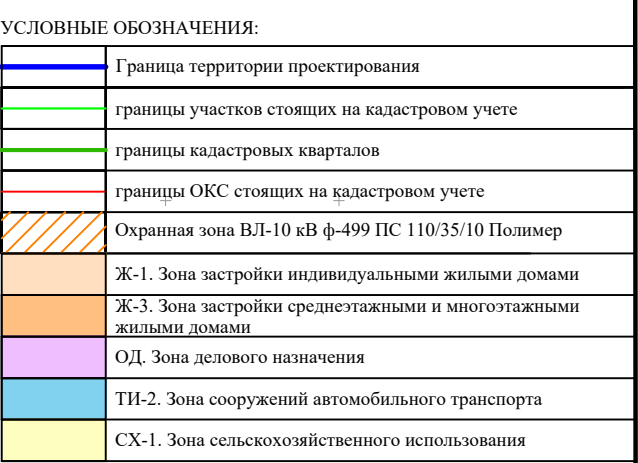 УСЛОВНЫЕ ОБОЗНАЧЕНИЯ:
Граница территории проектирования
границы участков стоящих на кадастровом учете
границы кадастровых кварталов
границы ОКС стоящих на кадастровом учете
Охранная зона ВЛ-10 кВ ф-499 ПС 110/35/10 Полимер
Ж-1. Зона застройки индивидуальными жилыми домами
Ж-3. Зона застройки среднеэтажными и многоэтажными
жилыми домами
ОД. Зона делового назначения
ТИ-2. Зона сооружений автомобильного транспорта
СХ-1. Зона сельскохозяйственного использования